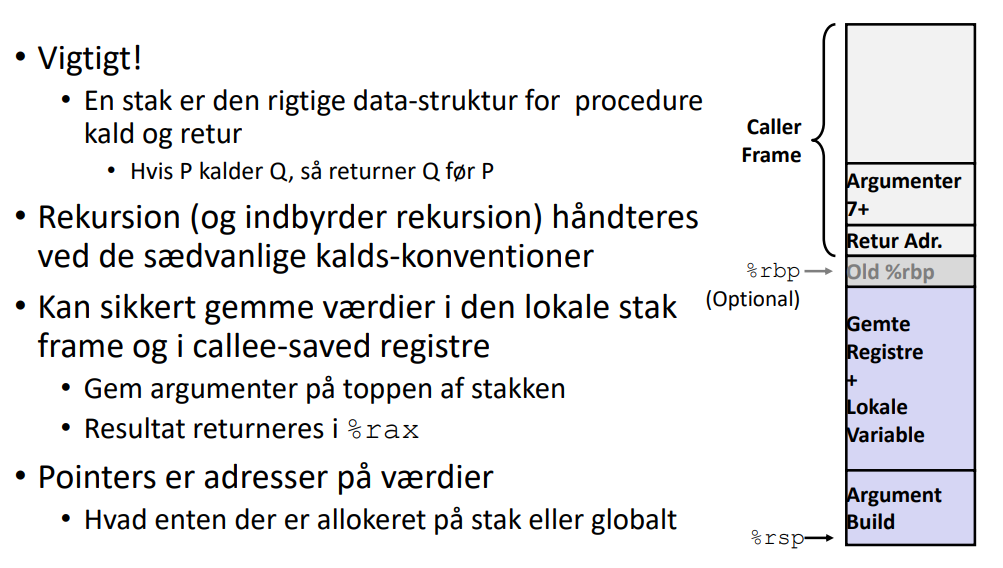 • Vigtigt!
• En stak er den rigtige data-struktur for procedure
kald og retur
• Hvis P kalder Q, så returner Q før P
• Rekursion (og indbyrder rekursion) håndteres
ved de sædvanlige kalds-konventioner
• Kan sikkert gemme værdier i den lokale stak
frame og i callee-saved registre
• Gem argumenter på toppen af stakken
• Resultat returneres i %rax
• Pointers er adresser på værdier
• Hvad enten der er allokeret på stak eller globalt
Caller
Frame
Argumenter
7+
Retur Adr.
%rbp
(Optional)
Old %rbp
Gemte
Registre
+
Lokale
Variable
Argument
Build
%rsp